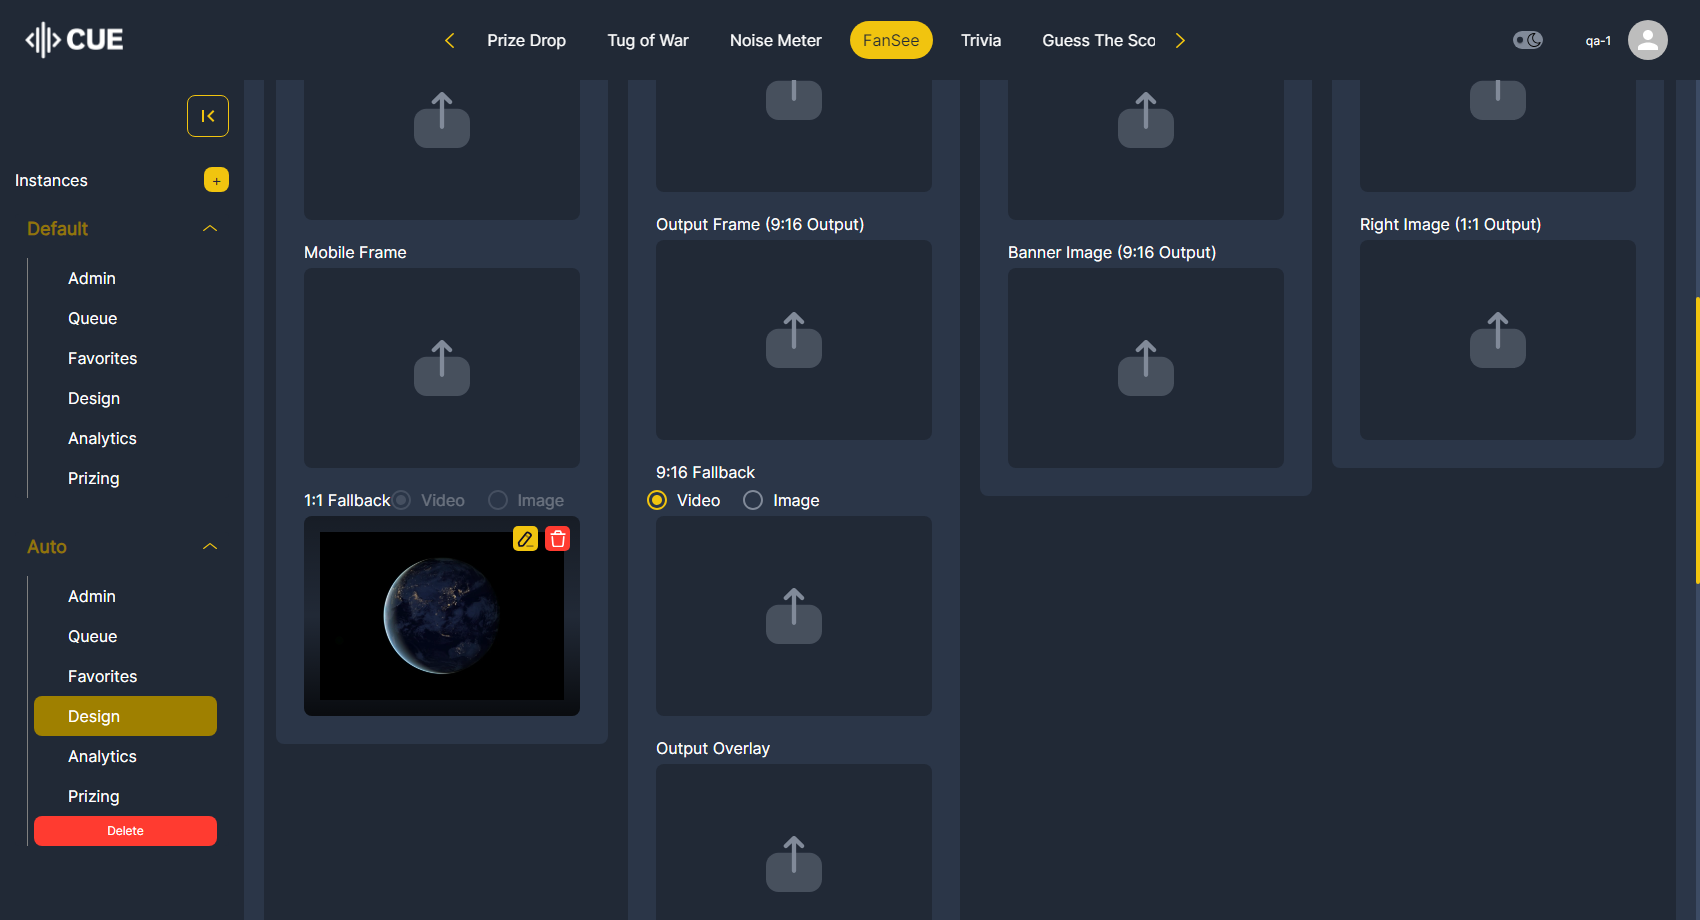 CUE
Prize Drop
Tug of War
Noise Meter
FanSee
Trivia
Guess The Sco
qa-1
Instances
+
Default
Admin
Queue
Favorites
Design
Analytics
Prizing
Auto
Admin
Queue
Favorites
Design
Analytics
Prizing
Delete
Mobile Frame
1:1 Fallback
Video
Image
Output Frame (9:16 Output)
9:16 Fallback
Video
Image
Output Overlay
Banner Image (9:16 Output)
Right Image (1:1 Output)